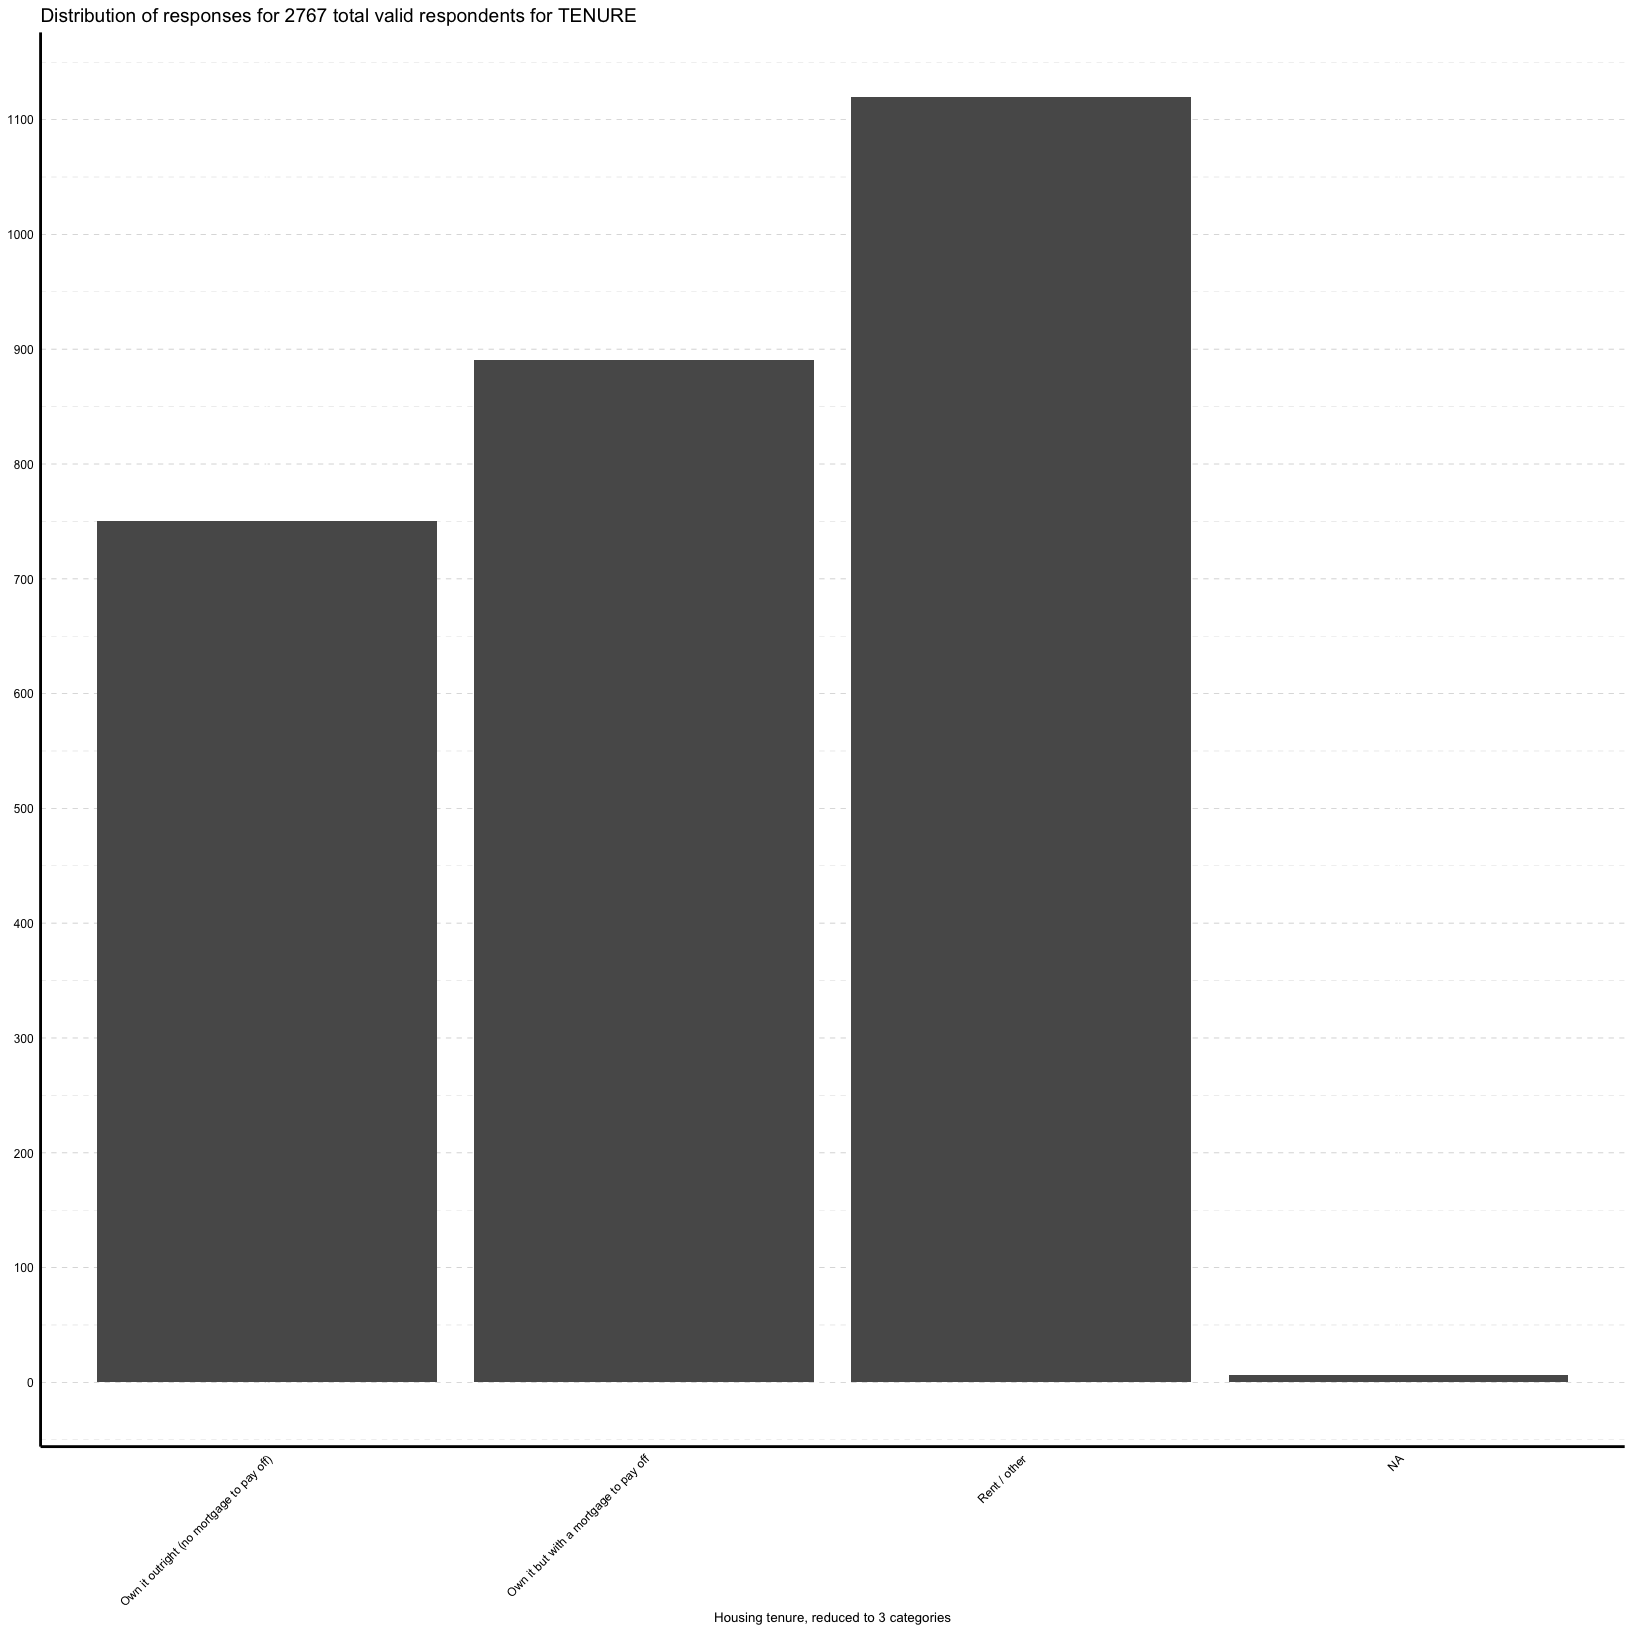 Distribution of responses for 2767 total valid respondents for TENURE
1100
1000
900
800
700
600
500
400
300
200
100
0
Own it outright (no mortgage to pay off)
Own it but with a mortgage to pay off
Rent / other
NA
Housing tenure, reduced to 3 categories